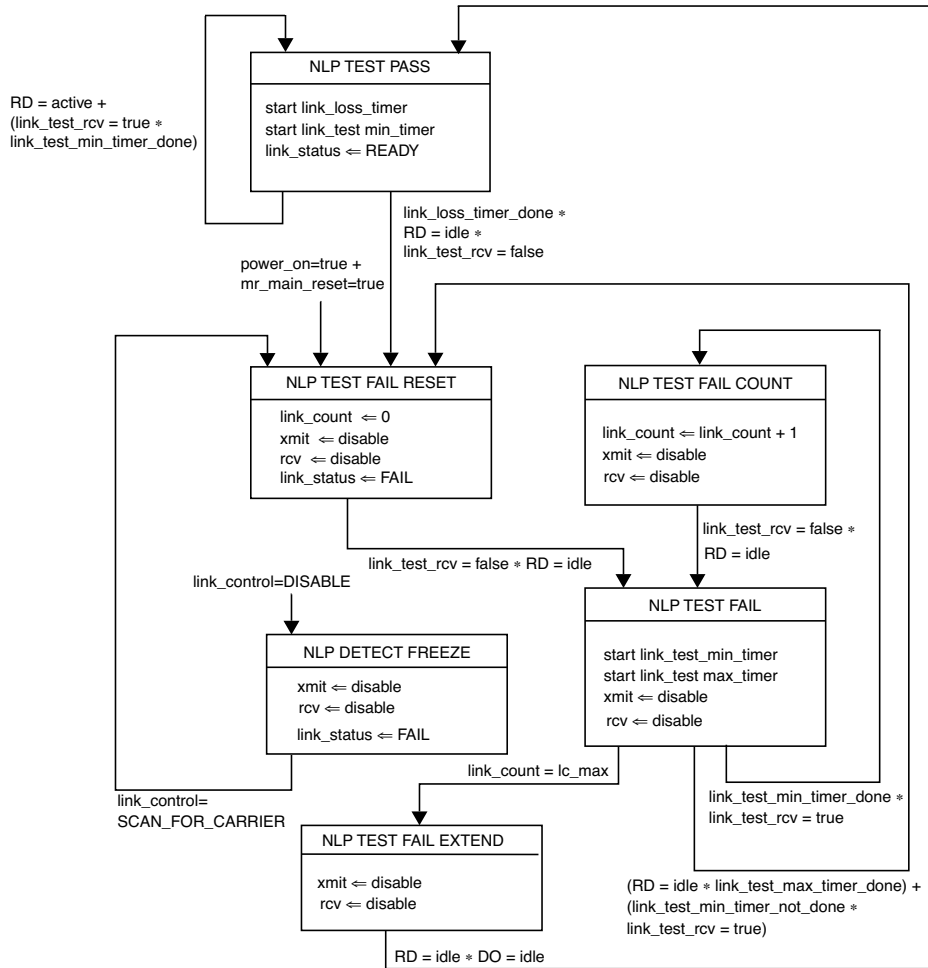 NLP TEST PASS
start link_loss_timer
start link_test min_timer
link_status ⇐ READY
RD = active +
(link_test_rcv = true *
link_test_min_timer_done)
link_loss_timer_done *
RD = idle *
link_test_rcv = false
power_on=true +
mr_main_reset=true
NLP TEST FAIL RESET
link_count ⇐ 0
xmit ⇐ disable
rcv ⇐ disable
link_status ⇐ FAIL
NLP TEST FAIL COUNT
link_count ⇐ link_count + 1
xmit ⇐ disable
rcv ⇐ disable
link_test_rcv = false *
RD = idle
link_test_rcv = false * RD = idle
link_control=DISABLE
NLP TEST FAIL
start link_test_min_timer
start link_test max_timer
xmit ⇐ disable
rcv ⇐ disable
NLP DETECT FREEZE
xmit ⇐ disable
rcv ⇐ disable
link_status ⇐ FAIL
link_count = lc_max
link_control=
SCAN_FOR_CARRIER
link_test_min_timer_done *
link_test_rcv = true
NLP TEST FAIL EXTEND
xmit ⇐ disable
rcv ⇐ disable
(RD = idle * link_test_max_timer_done) +
(link_test_min_timer_not_done *
link_test_rcv = true)
RD = idle * DO = idle